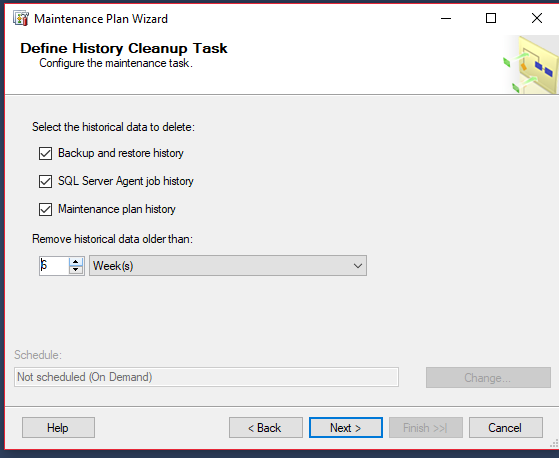 Maintenance Plan Wizard
Define History Cleanup Task
Configure the maintenance task.
Select the historical data to delete:
Backup and restore history
SQL Server Agent job history
Maintenance plan history
Remove historical data older than:
6 Week(s)
Schedule:
Not scheduled (On Demand) Change...
Help < Back Next > Finish >>| Cancel